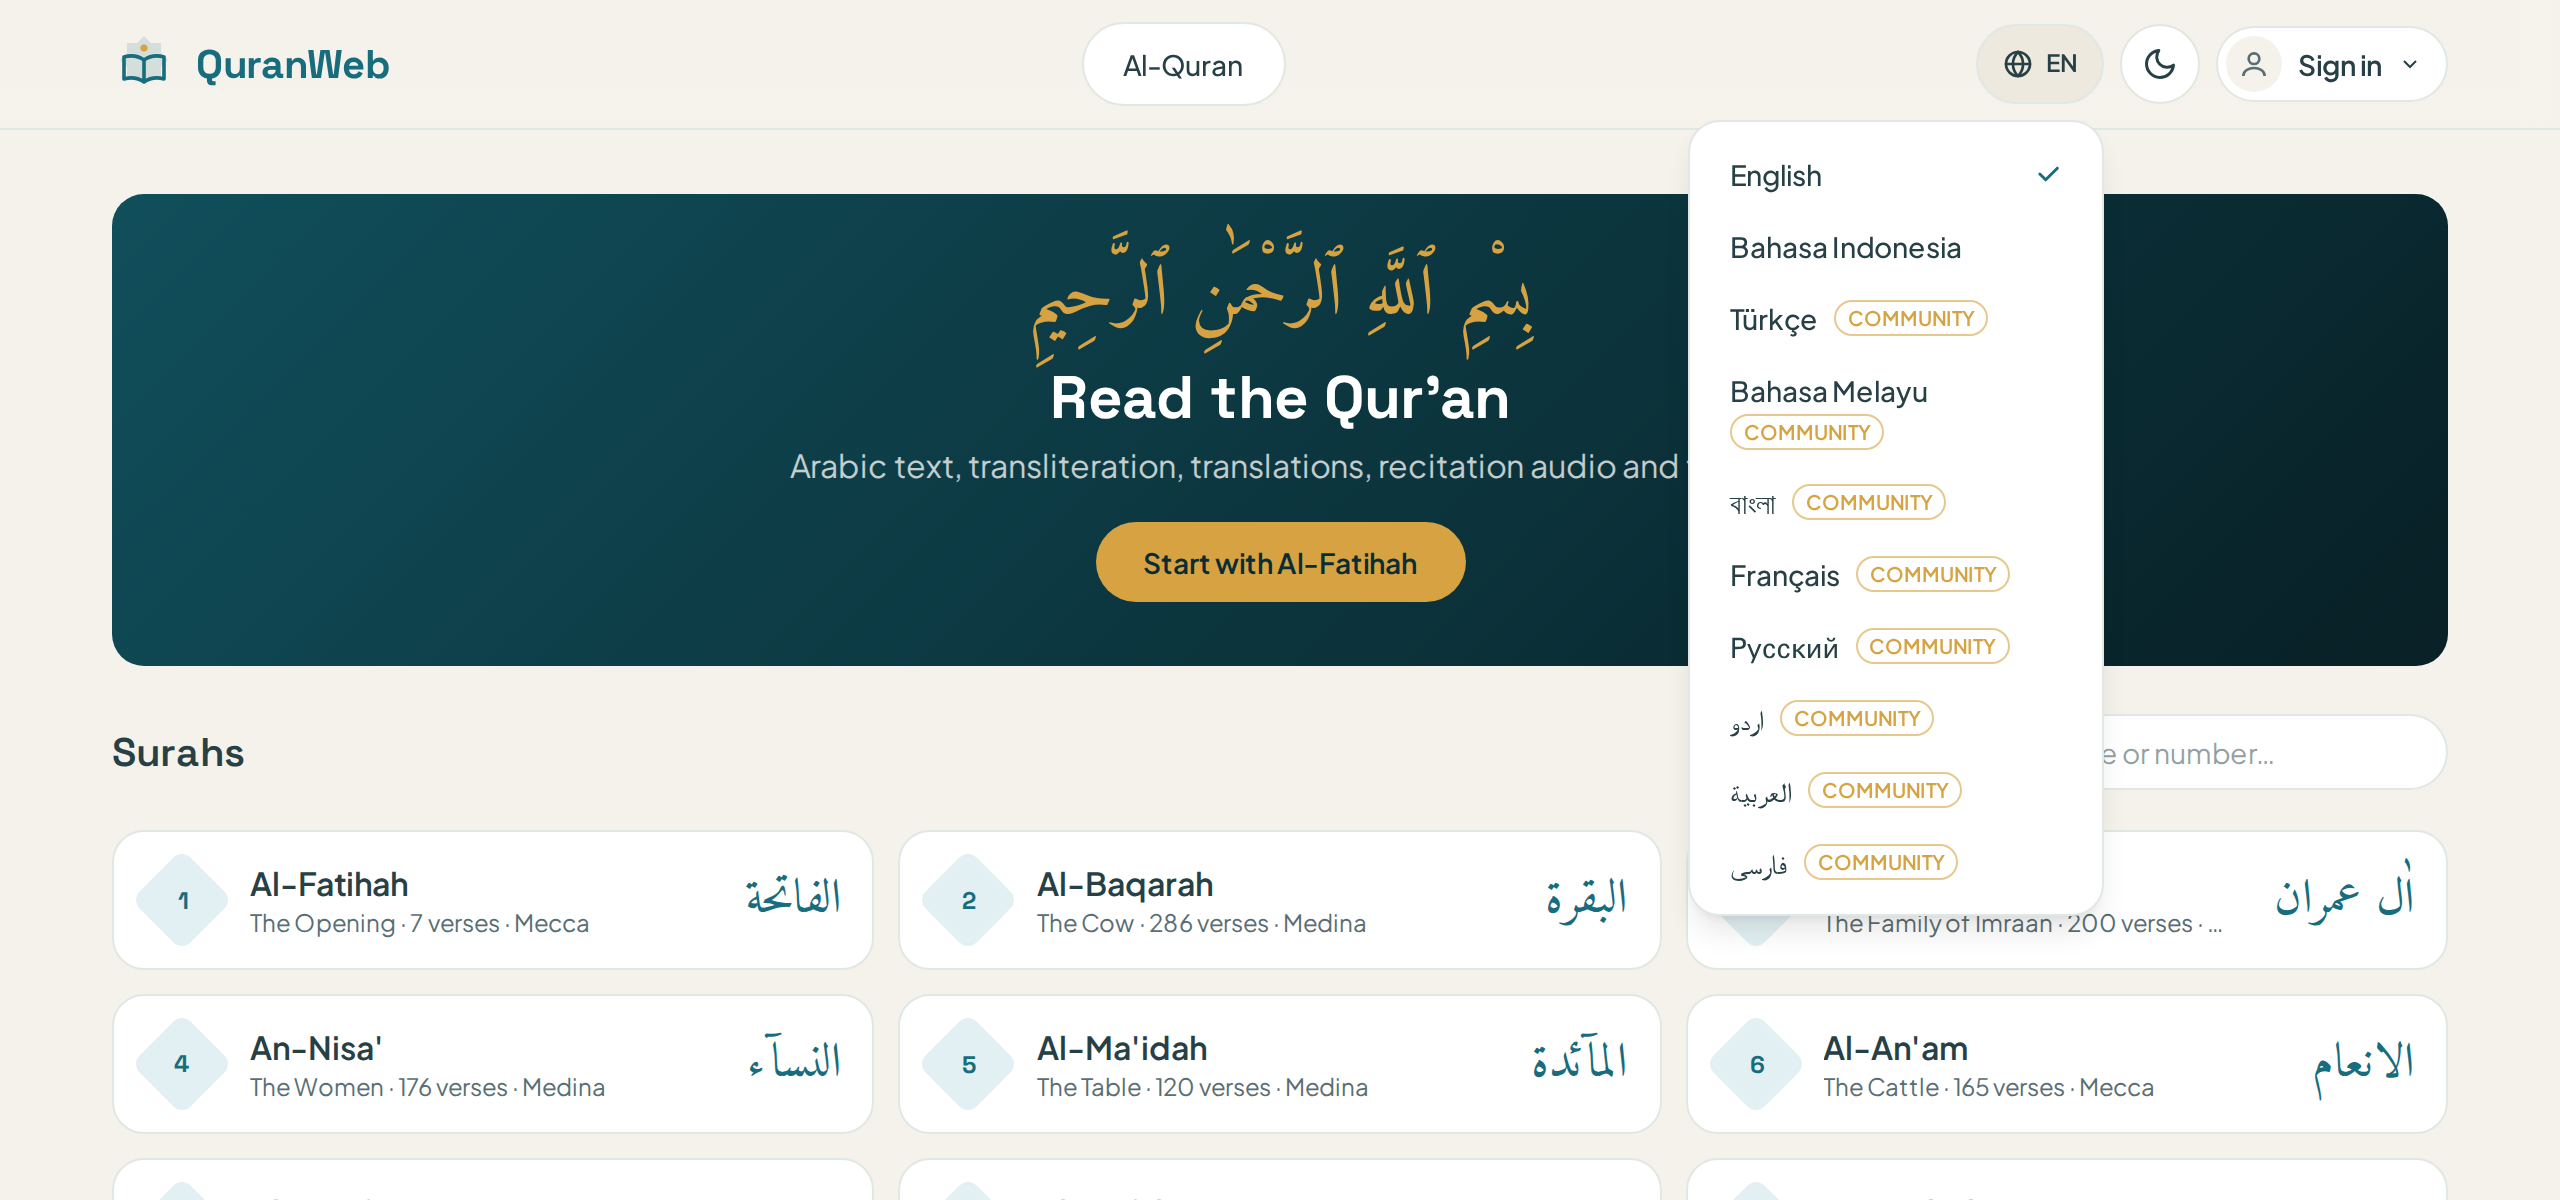 QuranWeb
Al-Quran
EN
Sign in
English
Bahasa Indonesia
Türkçe COMMUNITY
Bahasa Melayu
COMMUNITY
বাংলা COMMUNITY
Français COMMUNITY
Русский COMMUNITY
اردو COMMUNITY
العربية COMMUNITY
فارسی COMMUNITY
بِسْمِ ٱللَّهِ ٱلرَّحْمَٰنِ ٱلرَّحِيمِ
Read the Qur’an
Arabic text, transliteration, translations, recitation audio and
Start with Al-Fatihah
Surahs
e or number...
1
Al-Fatihah
The Opening · 7 verses · Mecca
الفاتحة
2
Al-Baqarah
The Cow · 286 verses · Medina
البقرة
The Family of Imraan · 200 verses · ...
اٰل عمران
4
An-Nisa'
The Women · 176 verses · Medina
النساۤء
5
Al-Ma'idah
The Table · 120 verses · Medina
الماۤئدة
6
Al-An'am
The Cattle · 165 verses · Mecca
الانعام